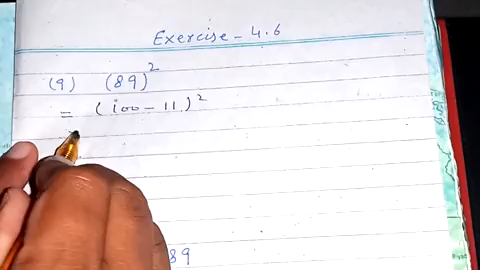 Exercise - 4.6
(9) (89)²
= (100 - 11)²
89